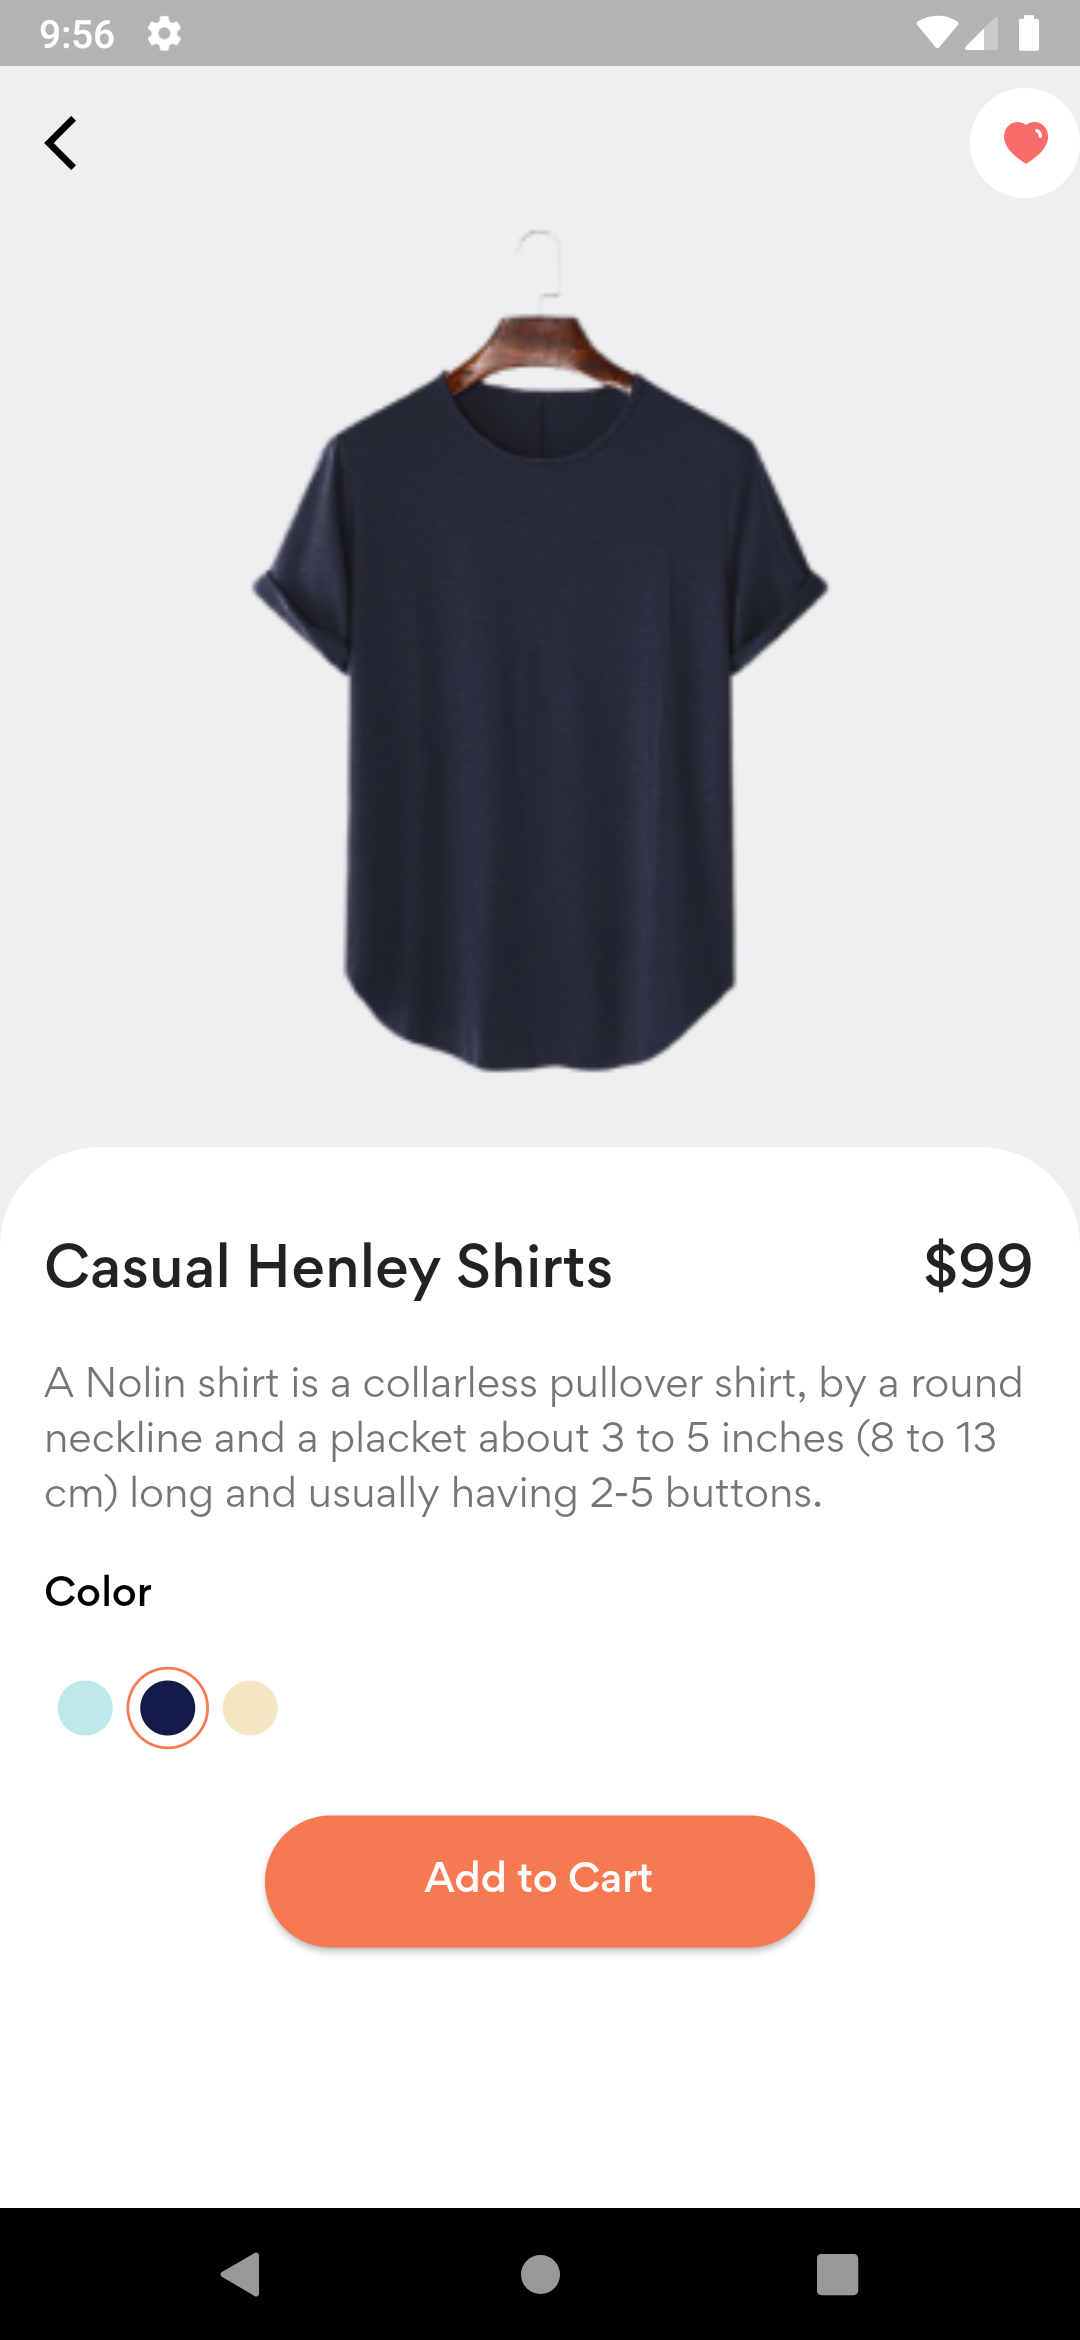 9:56
Casual Henley Shirts $99
A Nolin shirt is a collarless pullover shirt, by a round
neckline and a placket about 3 to 5 inches (8 to 13
cm) long and usually having 2-5 buttons.
Color
Add to Cart